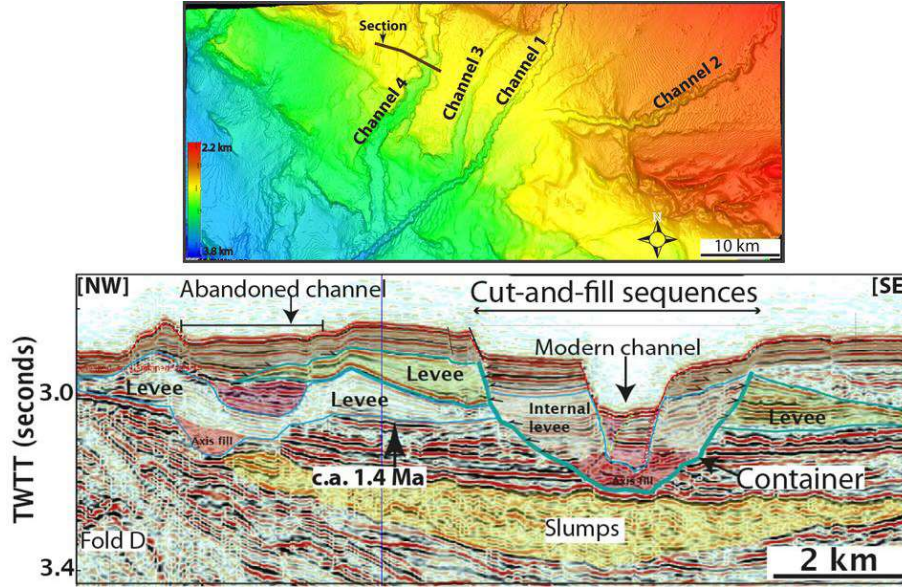 Section
Channel 4
Channel 3
Channel 1
Channel 2
2.2 km
3.8 km
N
10 km
[NW]
[SE
Abandoned channel
Cut-and-fill sequences
Modern channel
TWTT (seconds)
3.0
3.4
Levee
Levee
Levee
Internal
levee
Levee
Axis fill
Axis fill
c.a. 1.4 Ma
Container
Slumps
Fold D
2 km